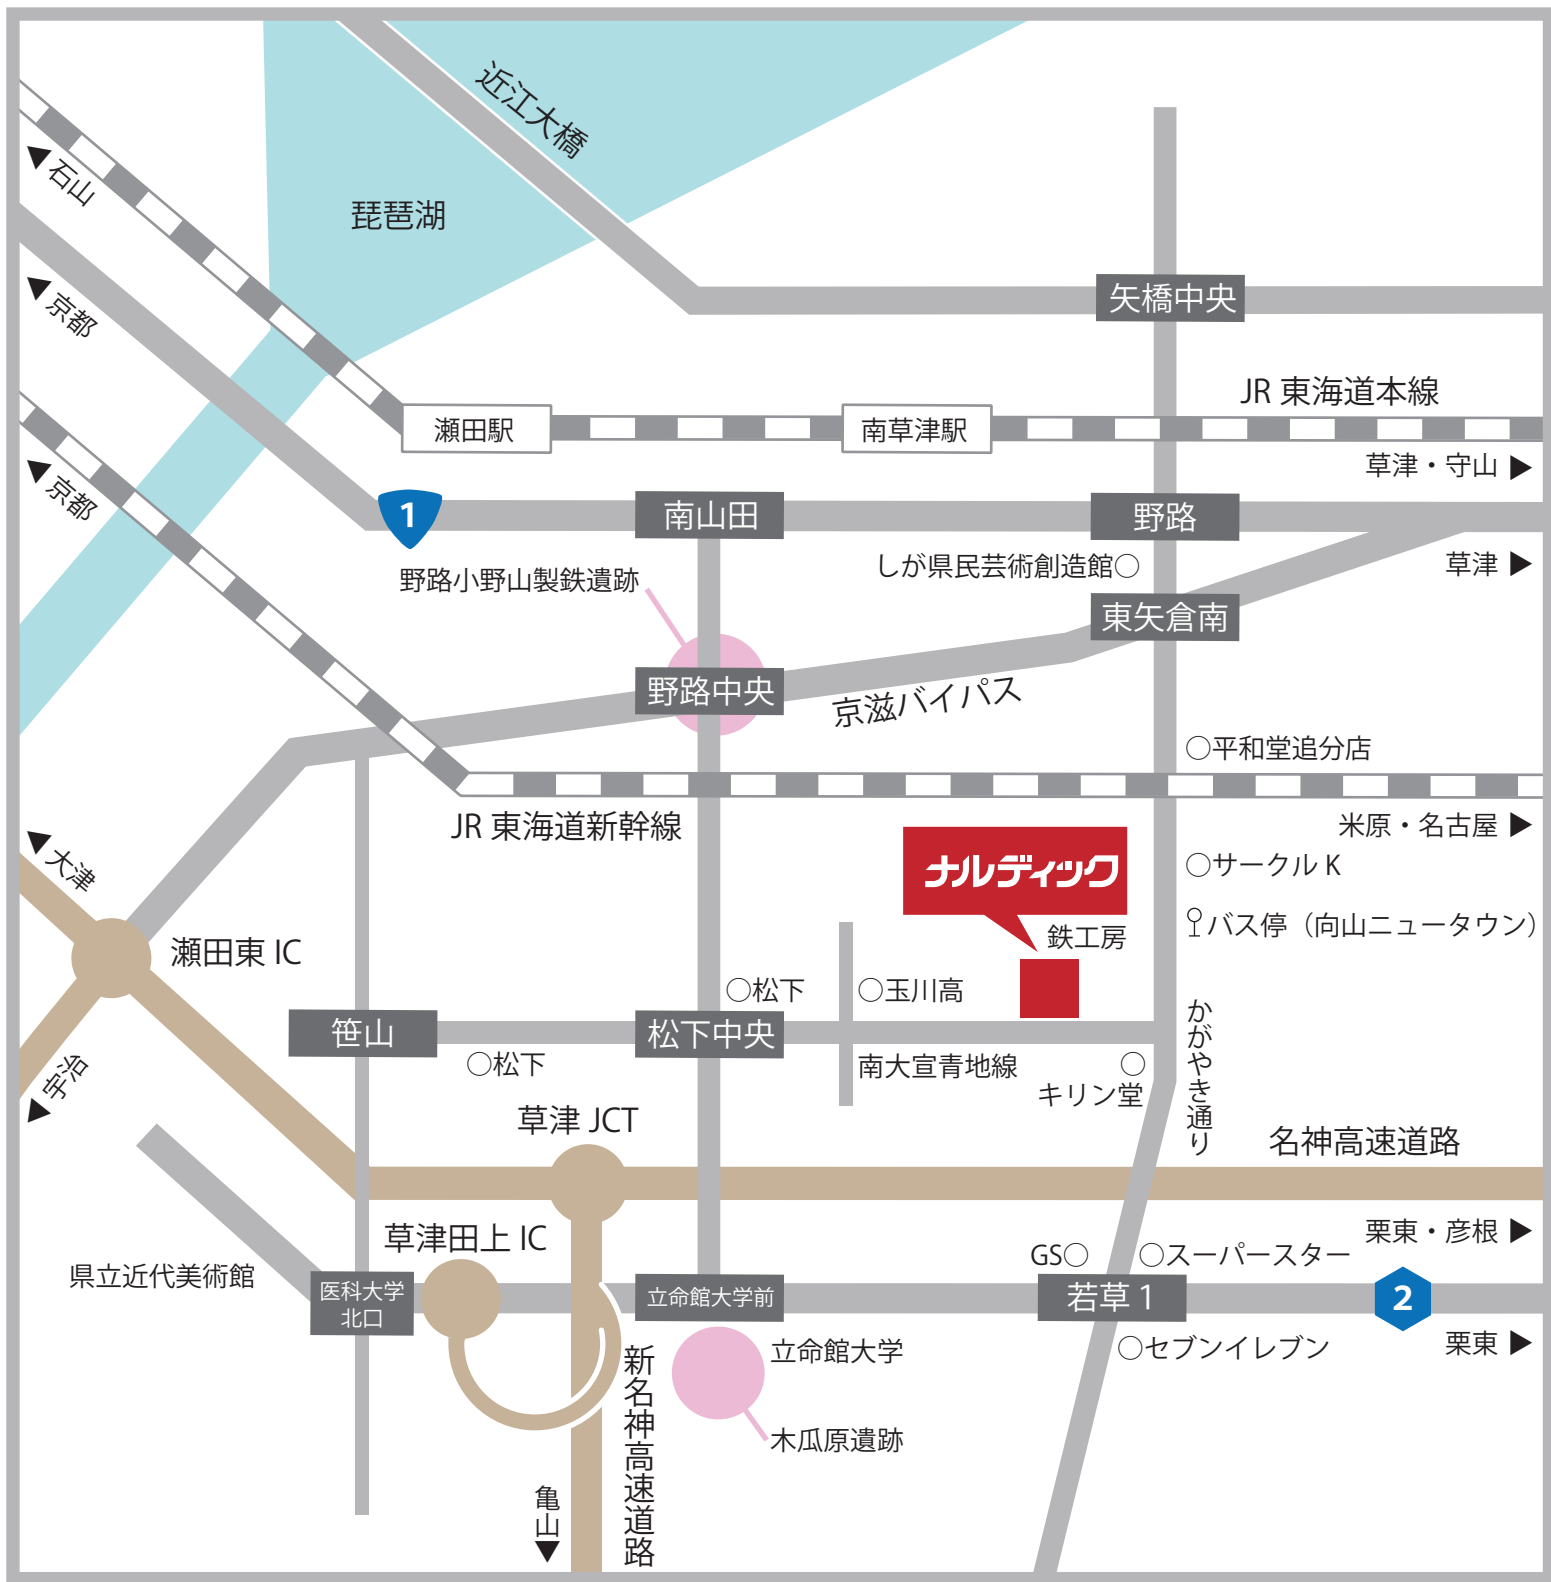 近江大橋
琵琶湖
石山
京都
京都
矢橋中央
JR 東海道本線
瀬田駅
南草津駅
草津・守山
1
南山田
野路
しが県民芸術創造館
草津
野路小野山製鉄遺跡
東矢倉南
野路中央
京滋バイパス
平和堂追分店
JR 東海道新幹線
米原・名古屋
ナルディック
サークル K
大津
バス停（向山ニュータウン）
鉄工房
瀬田東 IC
松下
玉川高
笹山
松下中央
かがやき通り
松下
南大宣青地線
キリン堂
宇治
草津 JCT
名神高速道路
草津田上 IC
栗東・彦根
GS
スーパースター
県立近代美術館
医科大学
北口
立命館大学前
若草 1
2
新名神高速道路
立命館大学
セブンイレブン
栗東
木瓜原遺跡
亀山